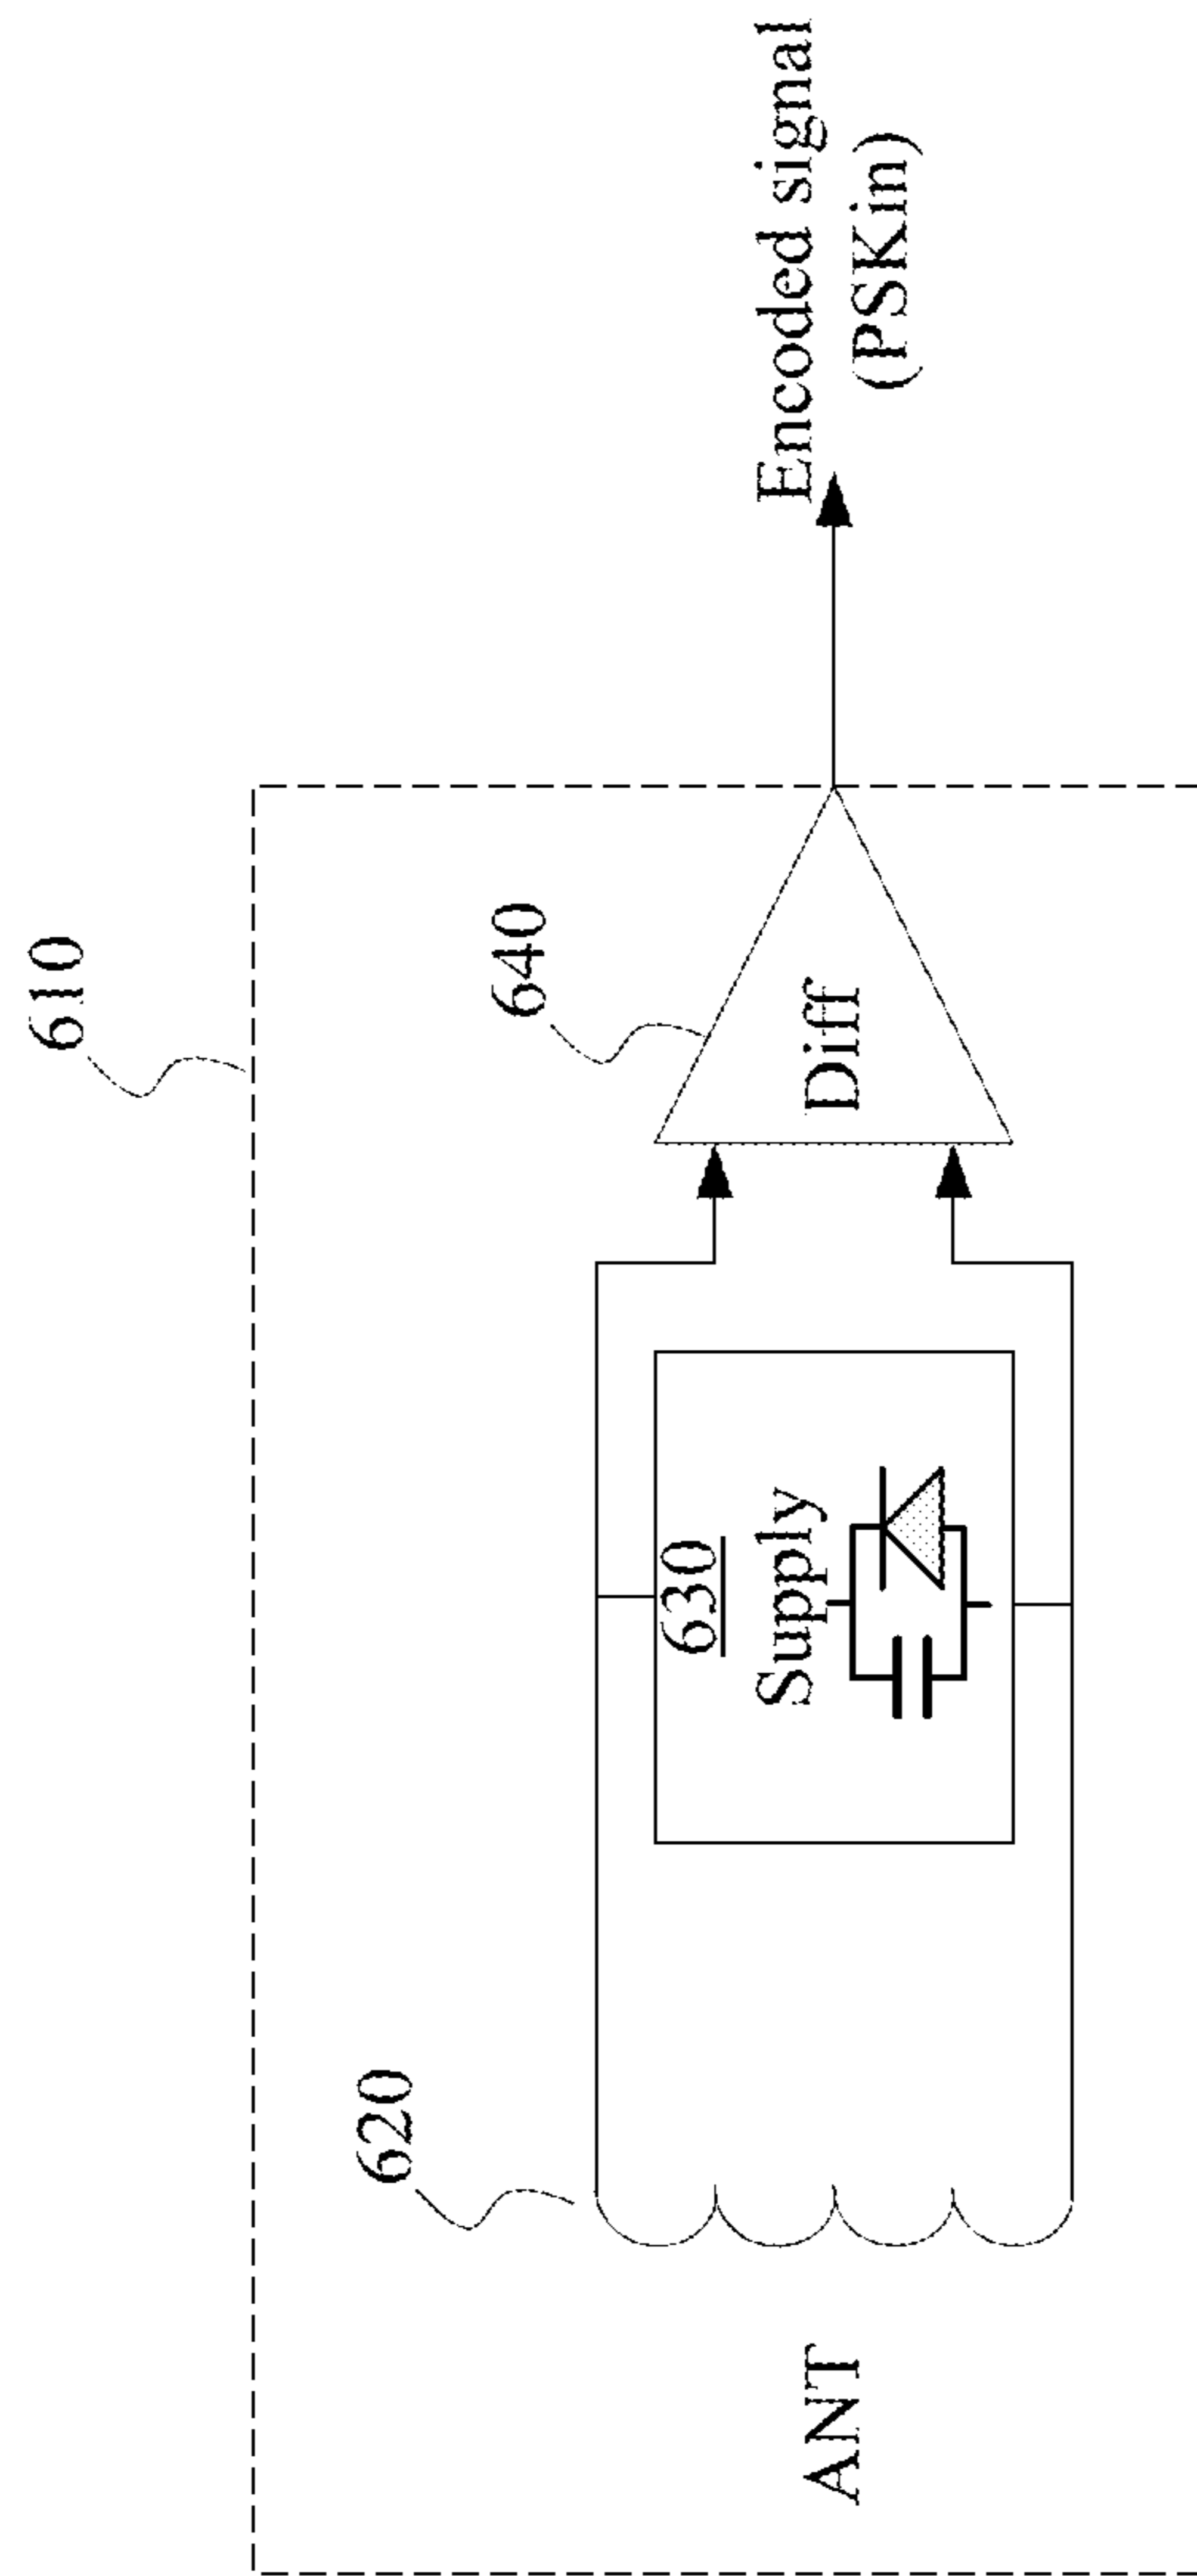 610
620
640
630
Supply
Diff
ANT
Encoded signal
(PSKin)